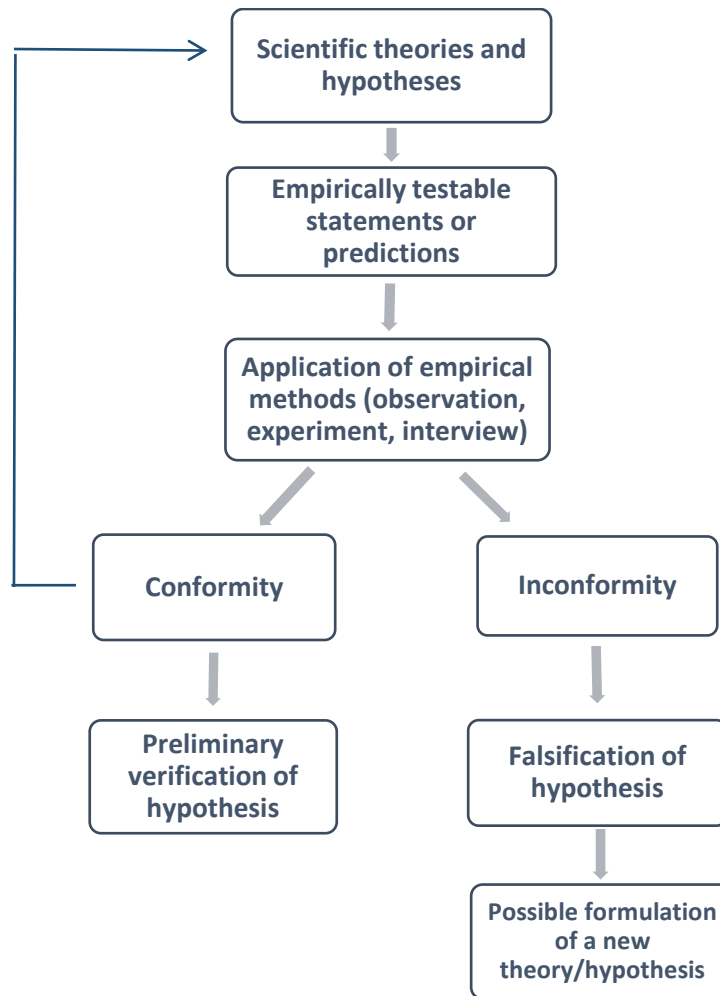 Scientific theories and
hypotheses
Empirically testable
statements or
predictions
Application of empirical
methods (observation,
experiment, interview)
Conformity
Inconformity
Preliminary
verification of
hypothesis
Falsification of
hypothesis
Possible formulation
of a new
theory/hypothesis